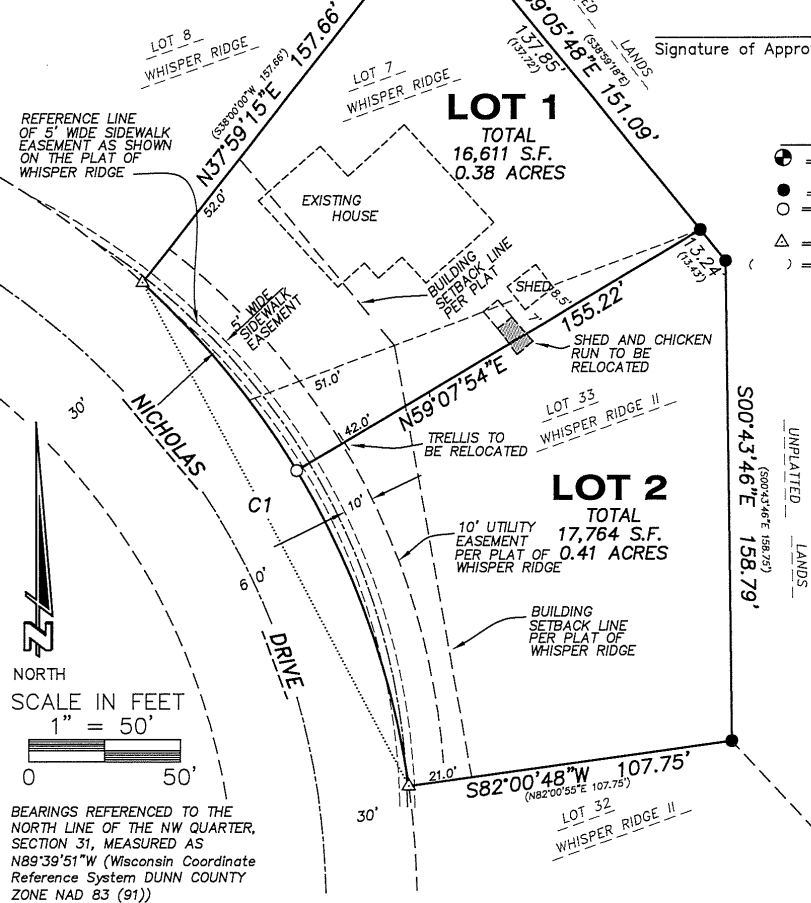 LOT 8
WHISPER RIDGE
(S38°00'00"W 157.66')
N37°59'15"E 157.66'
52.0'
LOT 7
WHISPER RIDGE
LOT 1
TOTAL
16,611 S.F.
0.38 ACRES
9°05'48"E 151.09'
(S38°59'18"E)
137.85'
(137.72')
LANDS
Signature of Appro
REFERENCE LINE
OF 5' WIDE SIDEWALK
EASEMENT AS SHOWN
ON THE PLAT OF
WHISPER RIDGE
EXISTING
HOUSE
BUILDING
SETBACK LINE
PER PLAT
5' WIDE
SIDEWALK
EASEMENT
SHED
8.5'
13.24'
(13.43')
( ) =
155.22'
N59°07'54"E
SHED AND CHICKEN
RUN TO BE
RELOCATED
51.0'
42.0'
TRELLIS TO
BE RELOCATED
LOT 33
WHISPER RIDGE II
LOT 2
TOTAL
17,764 S.F.
0.41 ACRES
30'
NICHOLAS
C1
10'
10' UTILITY
EASEMENT
PER PLAT OF
WHISPER RIDGE
S00°43'46"E 158.79'
(S00°43'46"E 158.75')
UNPLATTED
LANDS
BUILDING
SETBACK LINE
PER PLAT OF
WHISPER RIDGE
DRIVE
N
NORTH
SCALE IN FEET
1" = 50'
0 50'
21.0'
S82°00'48"W 107.75'
(N82°00'55"E 107.75')
LOT 32
WHISPER RIDGE II
30'
BEARINGS REFERENCED TO THE
NORTH LINE OF THE NW QUARTER,
SECTION 31, MEASURED AS
N89°39'51"W (Wisconsin Coordinate
Reference System DUNN COUNTY
ZONE NAD 83 (91))